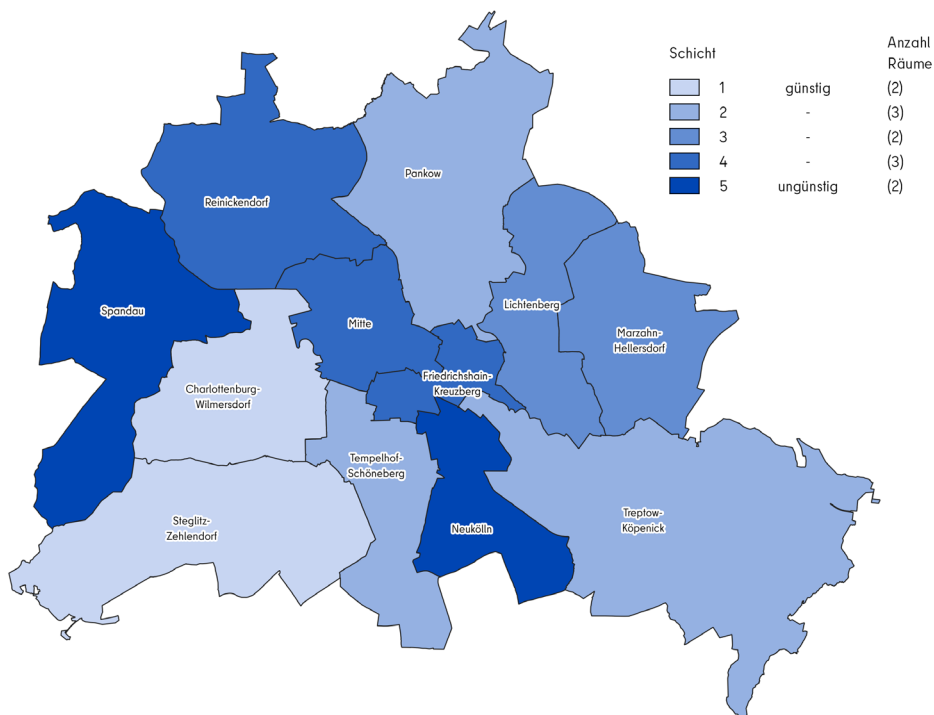 Schicht Anzahl
Räume
1 günstig (2)
2 - (3)
3 - (2)
4 - (3)
5 ungünstig (2)
Pankow
Reinickendorf
Spandau
Lichtenberg
Mitte
Marzahn-
Hellersdorf
Friedrichshain-
Kreuzberg
Charlottenburg-
Wilmersdorf
Tempelhof-
Schöneberg
Steglitz-
Zehlendorf
Neukölln
Treptow-
Köpenick